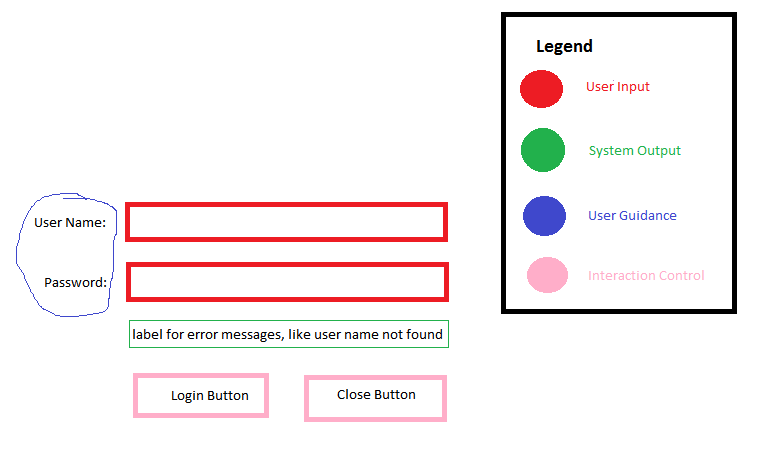 Legend
User Input
System Output
User Guidance
Interaction Control
User Name:
Password:
label for error messages, like user name not found
Login Button
Close Button